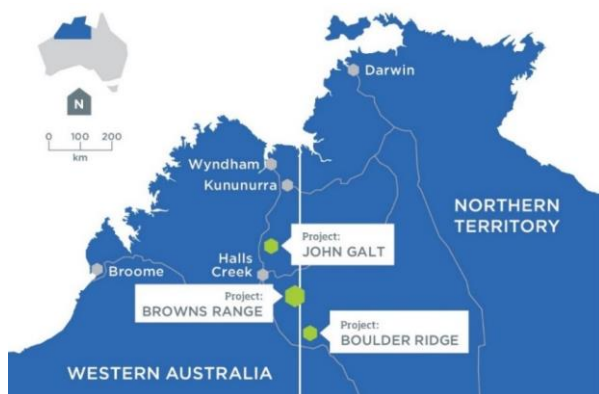 N
0 100 200
km
Darwin
Wyndham
Kununurra
NORTHERN
TERRITORY
Project:
JOHN GALT
Halls
Creek
Broome
Project:
BROWNS RANGE
Project:
BOULDER RIDGE
WESTERN AUSTRALIA